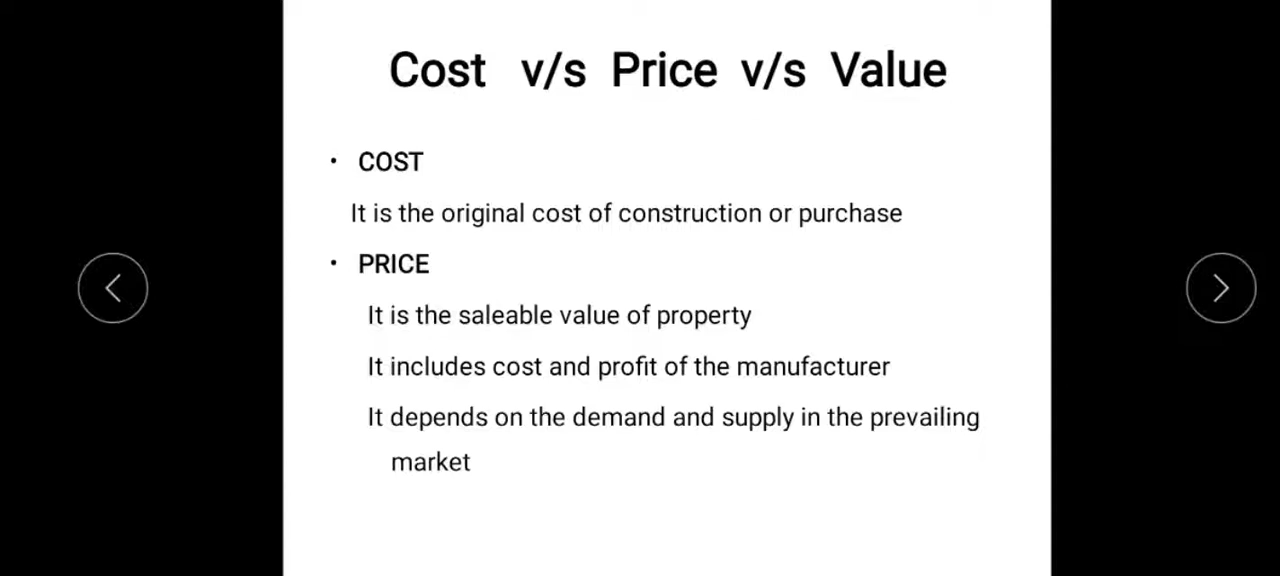 Cost v/s Price v/s Value
• COST
It is the original cost of construction or purchase
• PRICE
It is the saleable value of property
It includes cost and profit of the manufacturer
It depends on the demand and supply in the prevailing
market